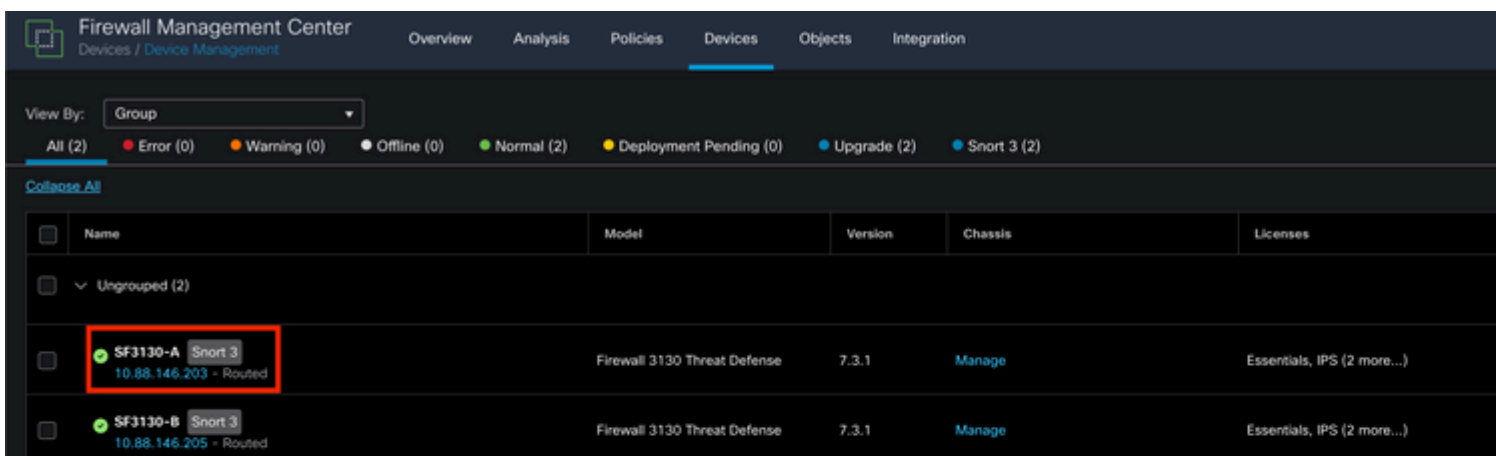 Firewall Management Center
Devices / Device Management
Overview Analysis Policies Devices Objects Integration
View By: Group
All (2) Error (0) Warning (0) Offline (0) Normal (2) Deployment Pending (0) Upgrade (2) Snort 3 (2)
Collapse All
Name Model Version Chassis Licenses
Ungrouped (2)
SF3130-A Snort 3
10.88.146.203 - Routed
Firewall 3130 Threat Defense 7.3.1 Manage Essentials, IPS (2 more...)
SF3130-B Snort 3
10.88.146.205 - Routed
Firewall 3130 Threat Defense 7.3.1 Manage Essentials, IPS (2 more...)